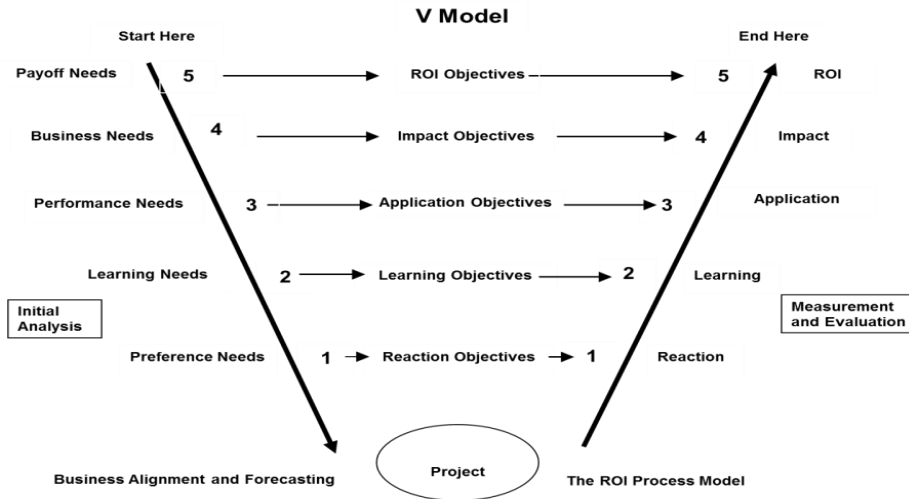 V Model
Start Here
End Here
Payoff Needs 5 ROI Objectives 5 ROI
Business Needs 4 Impact Objectives 4 Impact
Performance Needs 3 Application Objectives 3 Application
Learning Needs 2 Learning Objectives 2 Learning
Initial
Analysis
Measurement
and Evaluation
Preference Needs 1 Reaction Objectives 1 Reaction
Business Alignment and Forecasting
Project
The ROI Process Model